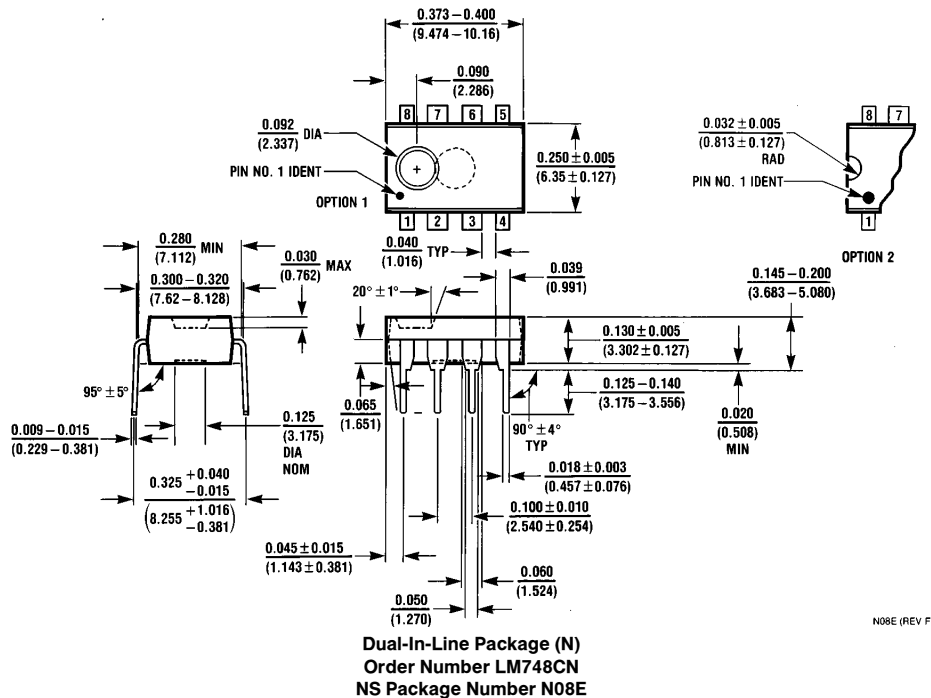 0.373 – 0.400
(9.474 – 10.16)
0.090
(2.286)
8 7 6 5
0.092 DIA
(2.337)
PIN NO. 1 IDENT
OPTION 1
+
1 2 3 4
0.250 ± 0.005
(6.35 ± 0.127)
0.032 ± 0.005
(0.813 ± 0.127)
RAD
PIN NO. 1 IDENT
8 7
1
OPTION 2
0.280 MIN
(7.112)
0.300 – 0.320
(7.62 – 8.128)
0.030 MAX
(0.762)
0.040 TYP
(1.016)
20° ± 1°
0.039
(0.991)
0.145 – 0.200
(3.683 – 5.080)
0.130 ± 0.005
(3.302 ± 0.127)
0.125 – 0.140
(3.175 – 3.556)
0.020
(0.508)
MIN
95° ± 5°
0.009 – 0.015
(0.229 – 0.381)
0.125
(3.175)
DIA
NOM
0.065
(1.651)
90° ± 4°
TYP
0.018 ± 0.003
(0.457 ± 0.076)
0.325 +0.040 −0.015
(8.255 +1.016 −0.381)
0.100 ± 0.010
(2.540 ± 0.254)
0.045 ± 0.015
(1.143 ± 0.381)
0.060
(1.524)
0.050
(1.270)
N08E (REV F
Dual-In-Line Package (N)
Order Number LM748CN
NS Package Number N08E